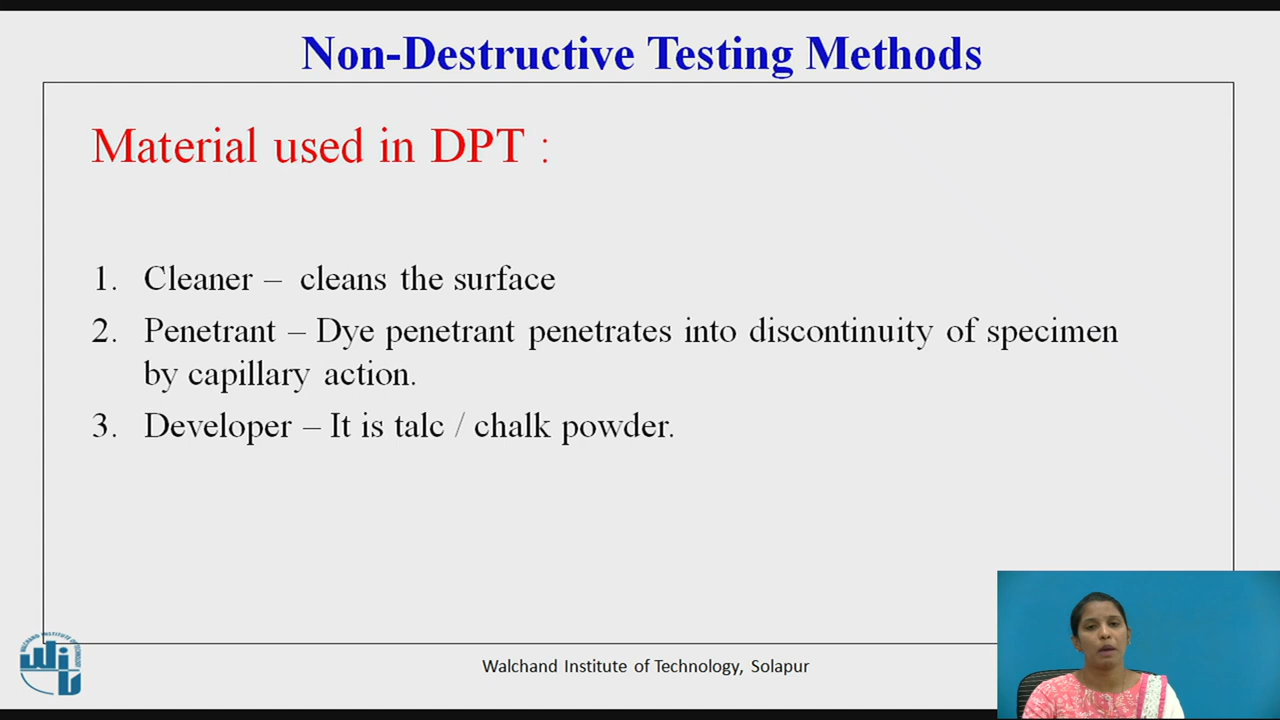 Non-Destructive Testing Methods
Material used in DPT :
1. Cleaner – cleans the surface
2. Penetrant – Dye penetrant penetrates into discontinuity of specimen
by capillary action.
3. Developer – It is talc / chalk powder.
Walchand Institute of Technology, Solapur